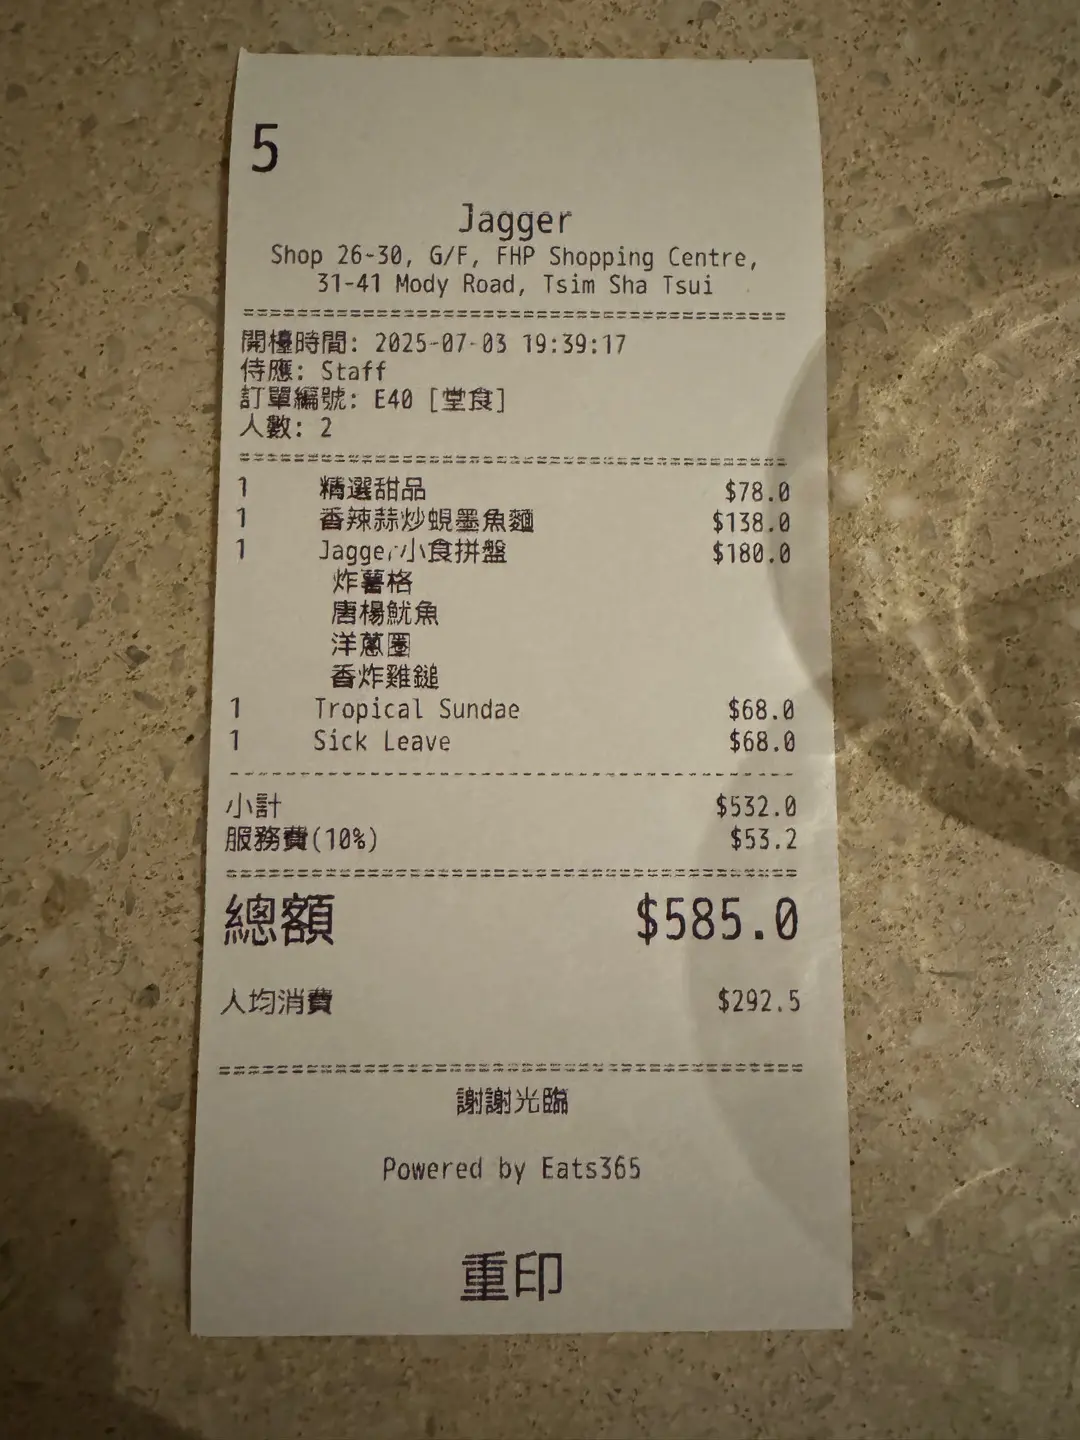 5
Jagger
Shop 26-30, G/F, FHP Shopping Centre,
31-41 Mody Road, Tsim Sha Tsui
開檯時間: 2025-07-03 19:39:17
侍應: Staff
訂單編號: E40 [堂食]
人數: 2
1 精選甜品 $78.0
1 香辣蒜炒蜆墨魚麵 $138.0
1 Jagger小食拼盤 $180.0
炸薯格
唐楊魷魚
洋蔥圈
香炸雞鎚
1 Tropical Sundae $68.0
1 Sick Leave $68.0
小計 $532.0
服務費(10%) $53.2
總額 $585.0
人均消費 $292.5
謝謝光臨
Powered by Eats365
重印